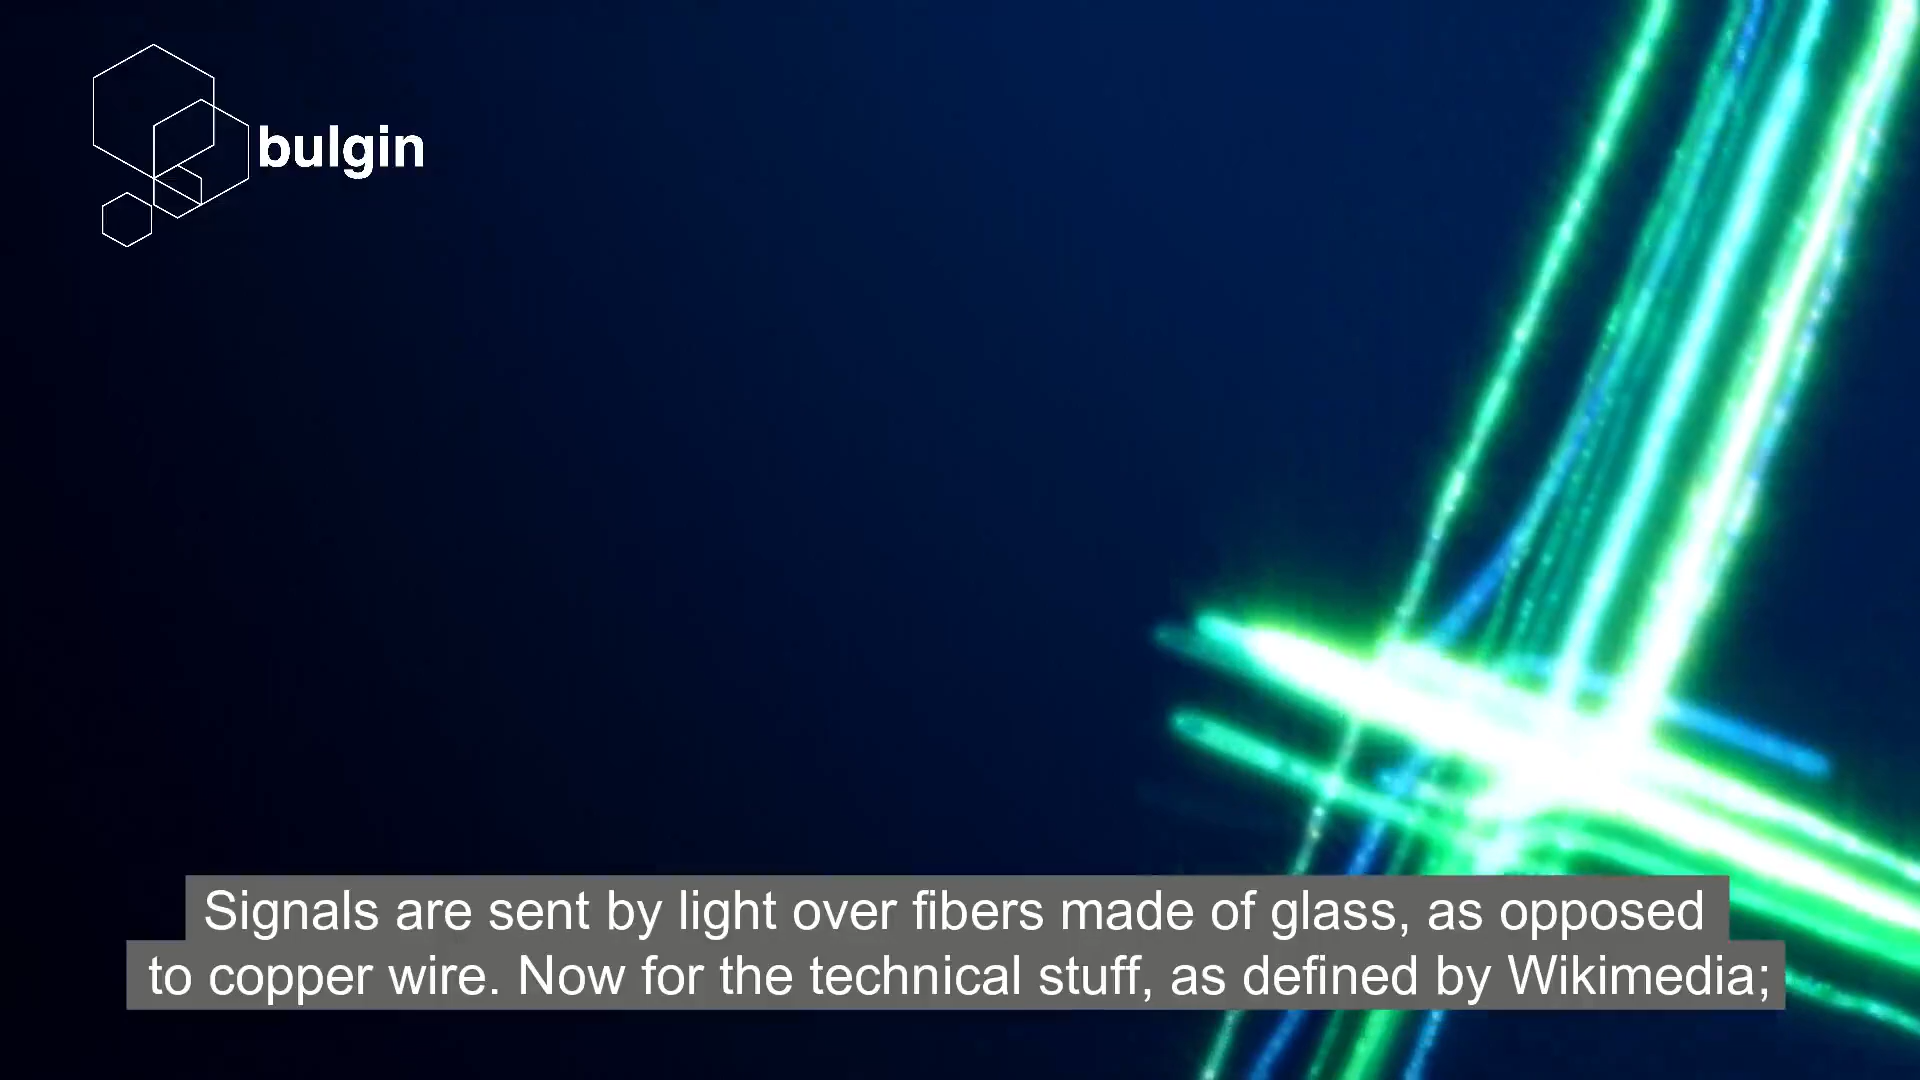 bulgin
Signals are sent by light over fibers made of glass, as opposed
to copper wire. Now for the technical stuff, as defined by Wikimedia;